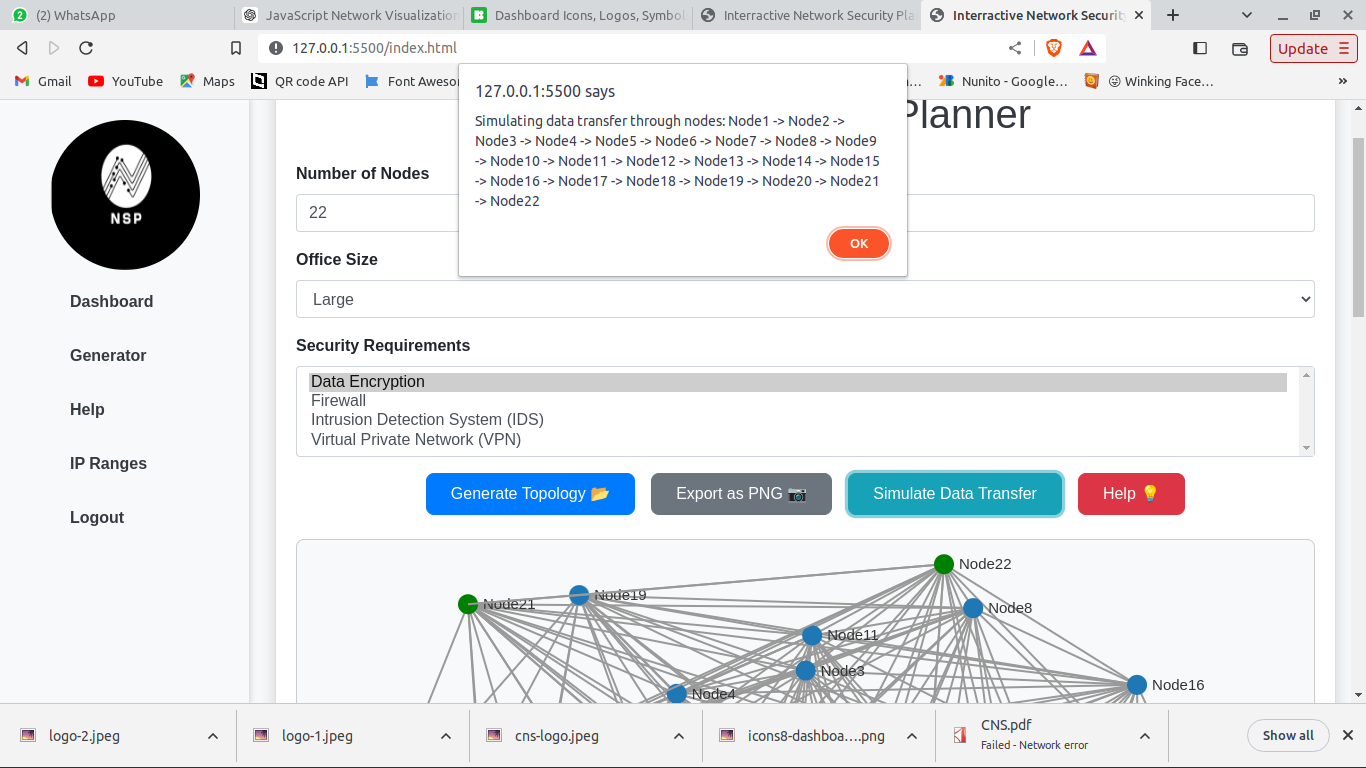 (2) WhatsApp
JavaScript Network Visualization
Dashboard Icons, Logos, Symbol
Interractive Network Security Pla
Interractive Network Security
127.0.0.1:5500/index.html
Update
Gmail
YouTube
Maps
QR code API
Font Aweso
Nunito - Google…
😉 Winking Face…
»
127.0.0.1:5500 says
Simulating data transfer through nodes: Node1 -> Node2 ->
Node3 -> Node4 -> Node5 -> Node6 -> Node7 -> Node8 -> Node9
-> Node10 -> Node11 -> Node12 -> Node13 -> Node14 -> Node15
-> Node16 -> Node17 -> Node18 -> Node19 -> Node20 -> Node21
-> Node22
OK
Planner
NSP
Dashboard
Generator
Help
IP Ranges
Logout
Number of Nodes
22
Office Size
Large
Security Requirements
Data Encryption
Firewall
Intrusion Detection System (IDS)
Virtual Private Network (VPN)
Generate Topology 📂
Export as PNG 📷
Simulate Data Transfer
Help 💡
Node22
Node19
Node21
Node8
Node11
Node3
Node16
Node4
logo-2.jpeg
logo-1.jpeg
cns-logo.jpeg
icons8-dashboa….png
CNS.pdf
Failed - Network error
Show all